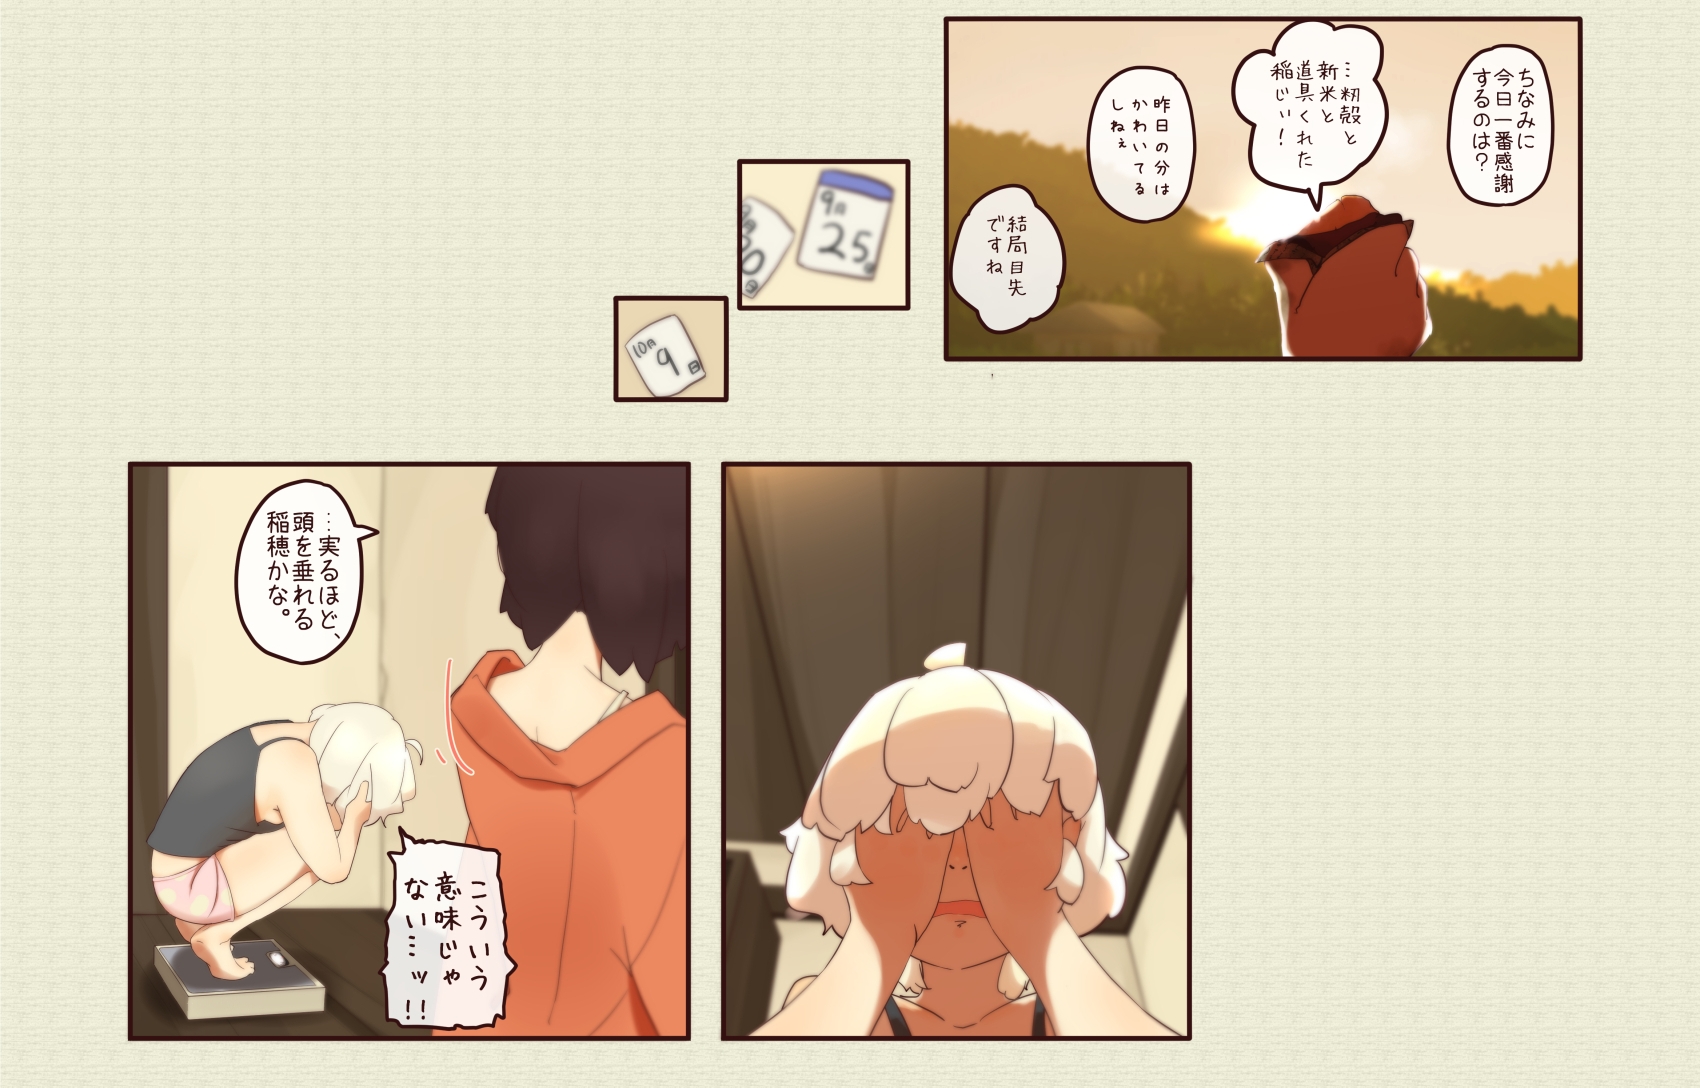 ちなみに
今日一番感謝
するのは?
…籾殻と
新米と
道具くれた
稲じい!
昨日の分は
かわいてる
しねぇ
結局目先
ですね
9月
25
日
30
日
10月
9
日
…実るほど、
頭を垂れる
稲穂かな。
こういう
意味じゃ
ない…ッ!!